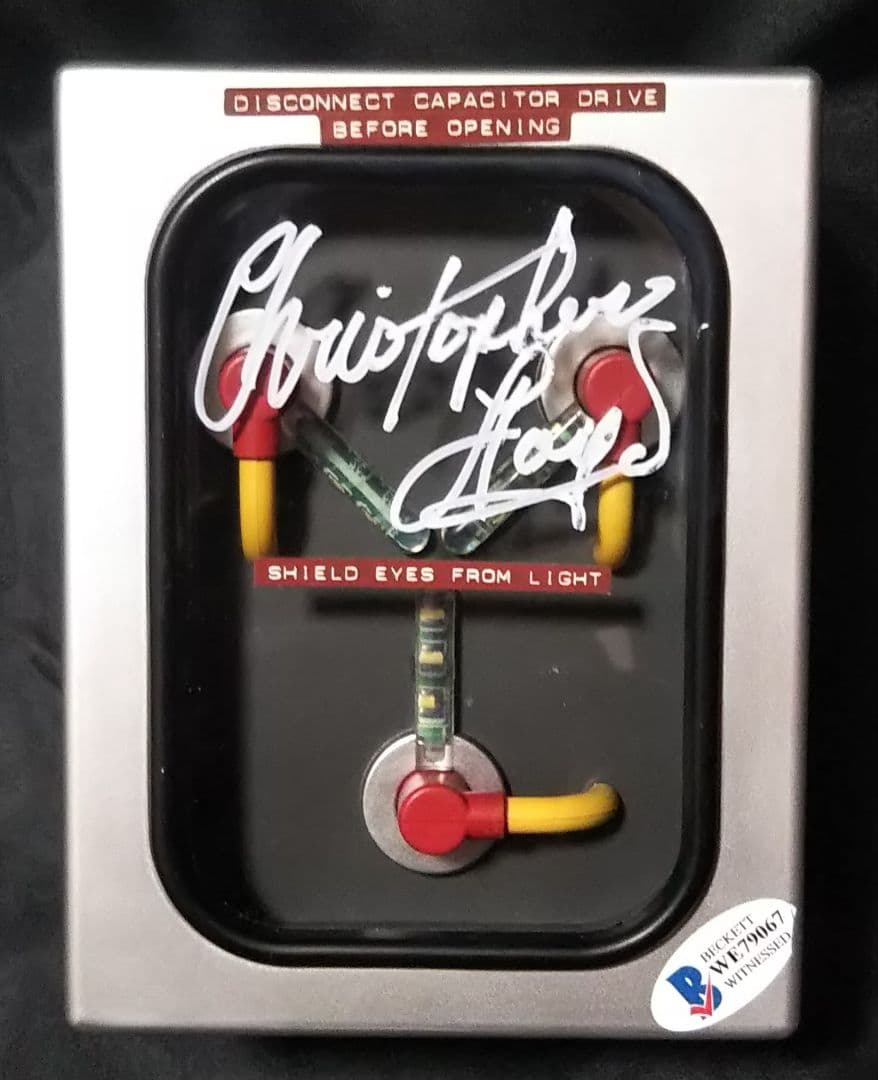 DISCONNECT CAPACITOR DRIVE
BEFORE OPENING
Christopher
Lloyd
SHIELD EYES FROM LIGHT
BECKETT
WE79067
WITNESSED